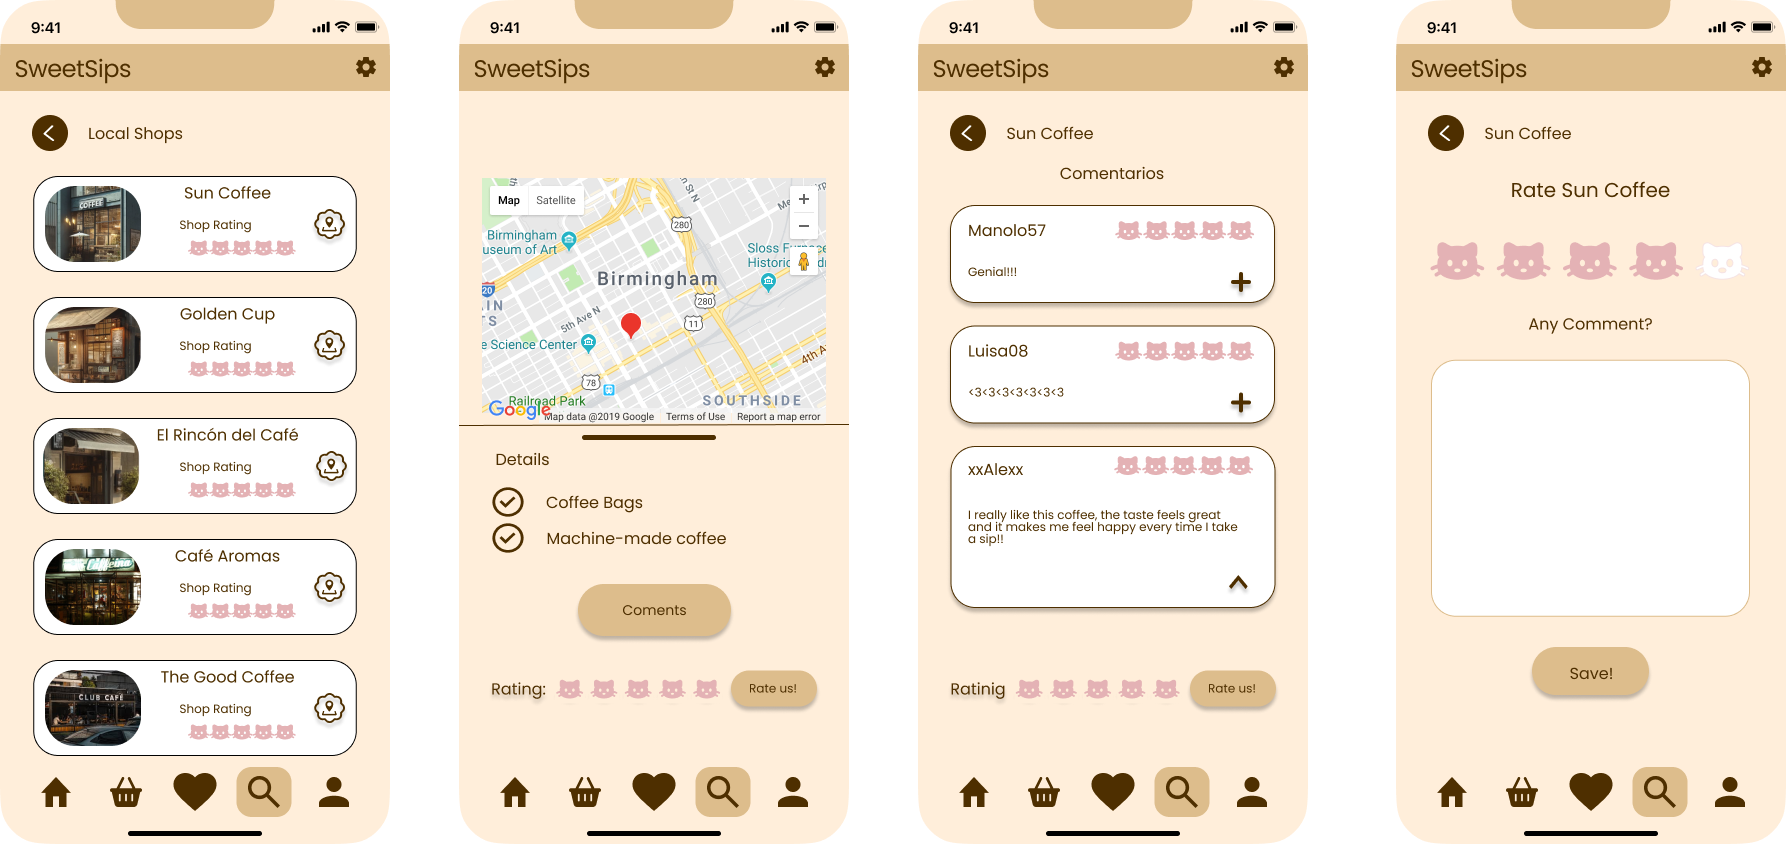 9:41
SweetSips
Local Shops
COFFEE
Sun Coffee
Shop Rating
Golden Cup
Shop Rating
El Rincón del Café
Shop Rating
Caffeina
Café Aromas
Shop Rating
CLUB CAFÉ
The Good Coffee
Shop Rating
9:41
SweetSips
Map
Satellite
280
Birmingham
useum of Art
Sloss Furnace
Birmingham
20
280
5th Ave N
11
e Science Center
4th A
78
Railroad Park
SOUTHSIDE
Google
Map data @2019 Google
Terms of Use
Report a map error
Details
Coffee Bags
Machine-made coffee
Coments
Rating:
Rate us!
9:41
SweetSips
Sun Coffee
Comentarios
Manolo57
Genial!!!
Luisa08
<3<3<3<3<3<3<3
xxAlexx
I really like this coffee, the taste feels great
and it makes me feel happy every time I take
a sip!!
Ratinig
Rate us!
9:41
SweetSips
Sun Coffee
Rate Sun Coffee
Any Comment?
Save!